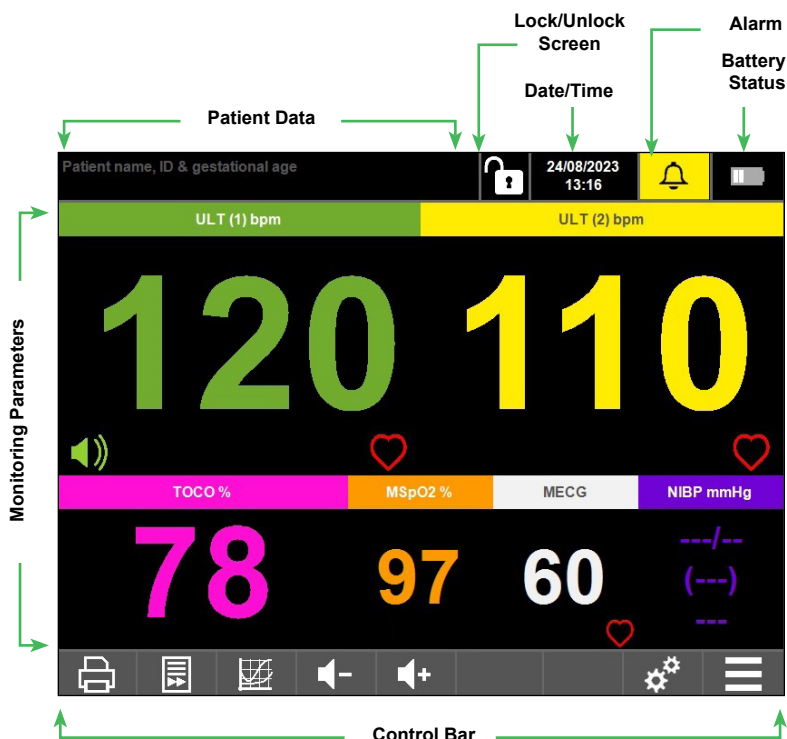 Lock/Unlock
Screen
Alarm
Battery
Status
Date/Time
Patient Data
Patient name, ID & gestational age
24/08/2023
13:16
ULT (1) bpm
ULT (2) bpm
120
110
Monitoring Parameters
TOCO %
MSpO2 %
MECG
NIBP mmHg
78
97
60
---/--
(---)
---
Control Bar